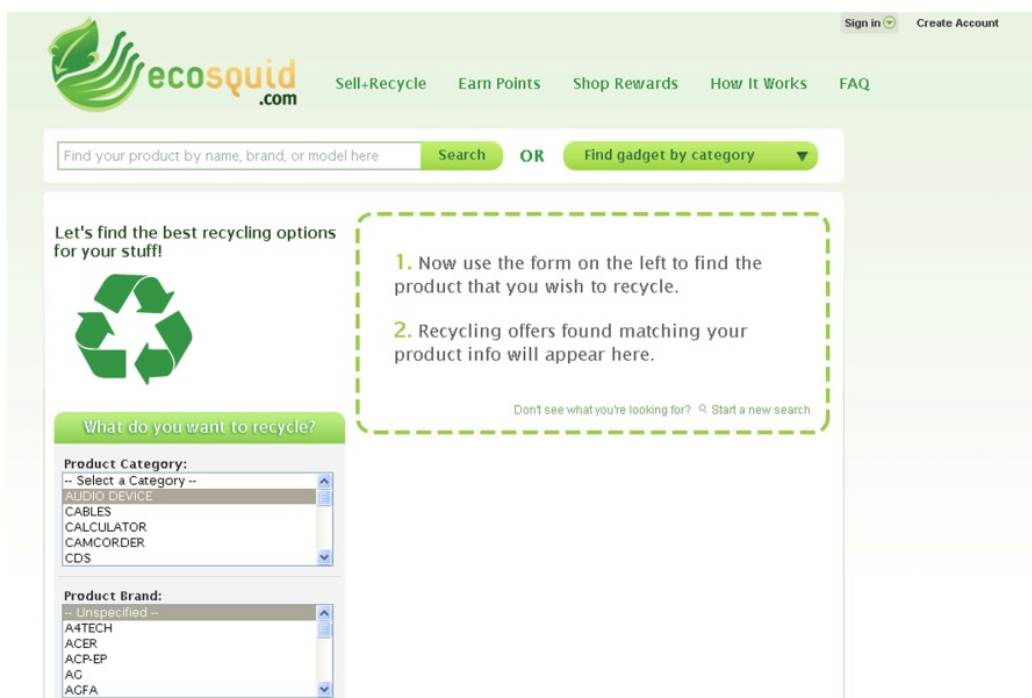 Sign in
Create Account
ecosquid
.com
Sell+Recycle
Earn Points
Shop Rewards
How It Works
FAQ
Find your product by name, brand, or model here
Search
OR
Find gadget by category
Let's find the best recycling options
for your stuff!
What do you want to recycle?
Product Category:
-- Select a Category --
AUDIO DEVICE
CABLES
CALCULATOR
CAMCORDER
CDS
Product Brand:
-- Unspecified --
A4TECH
ACER
ACP-EP
AG
AGFA
1. Now use the form on the left to find the
product that you wish to recycle.
2. Recycling offers found matching your
product info will appear here.
Don't see what you're looking for? Start a new search